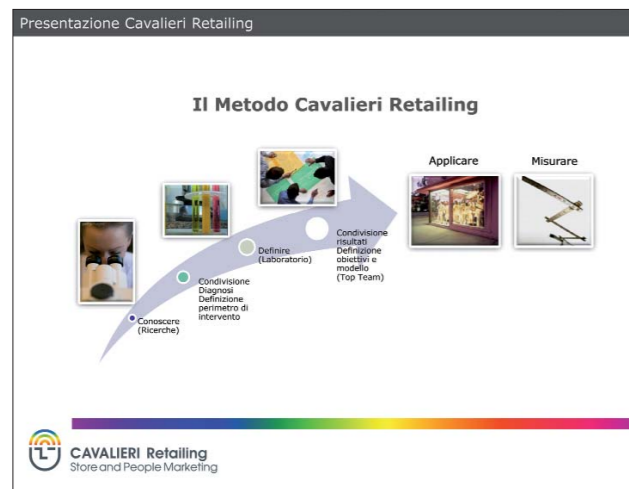 Presentazione Cavalieri Retailing
Il Metodo Cavalieri Retailing
Applicare
Misurare
Conoscere
(Ricerche)
Condivisione
Diagnosi
Definizione
perimetro di
intervento
Definire
(Laboratorio)
Condivisione
risultati
Definizione
obiettivi e
modello
(Top Team)
CAVALIERI Retailing
Store and People Marketing